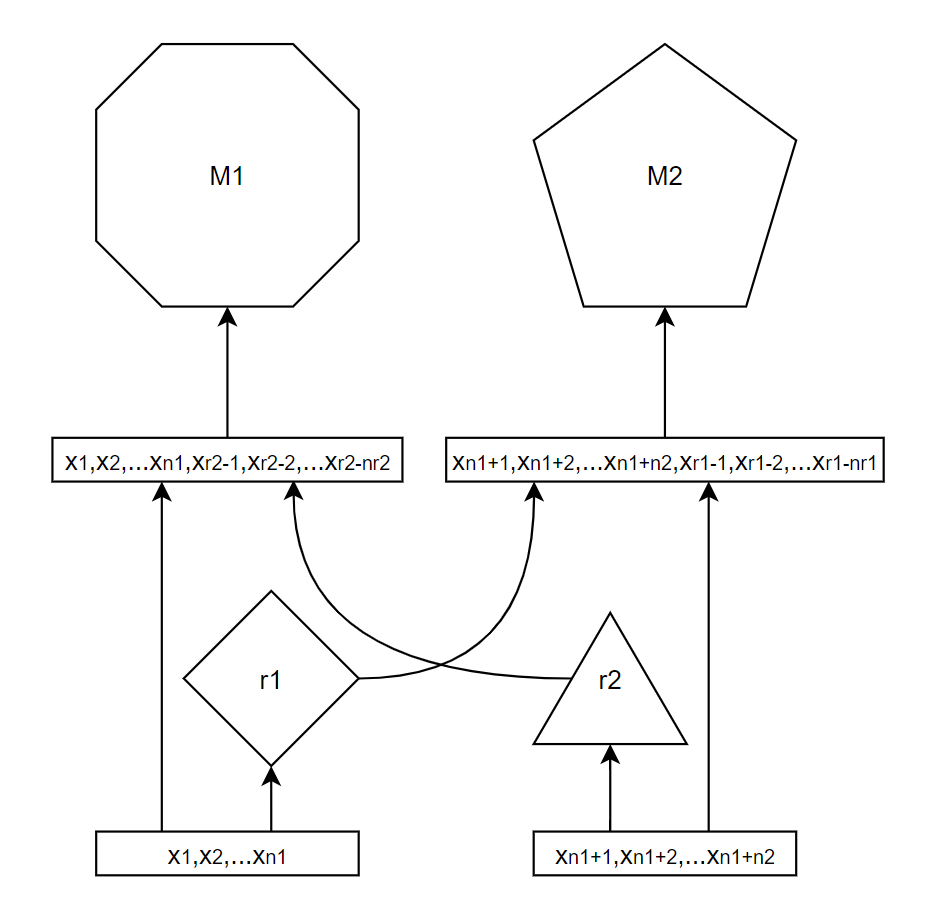 M1
M2
x1,x2,...xn1,xr2-1,xr2-2,...xr2-nr2
xn1+1,xn1+2,...xn1+n2,xr1-1,xr1-2,...xr1-nr1
r1
r2
x1,x2,...xn1
xn1+1,xn1+2,...xn1+n2